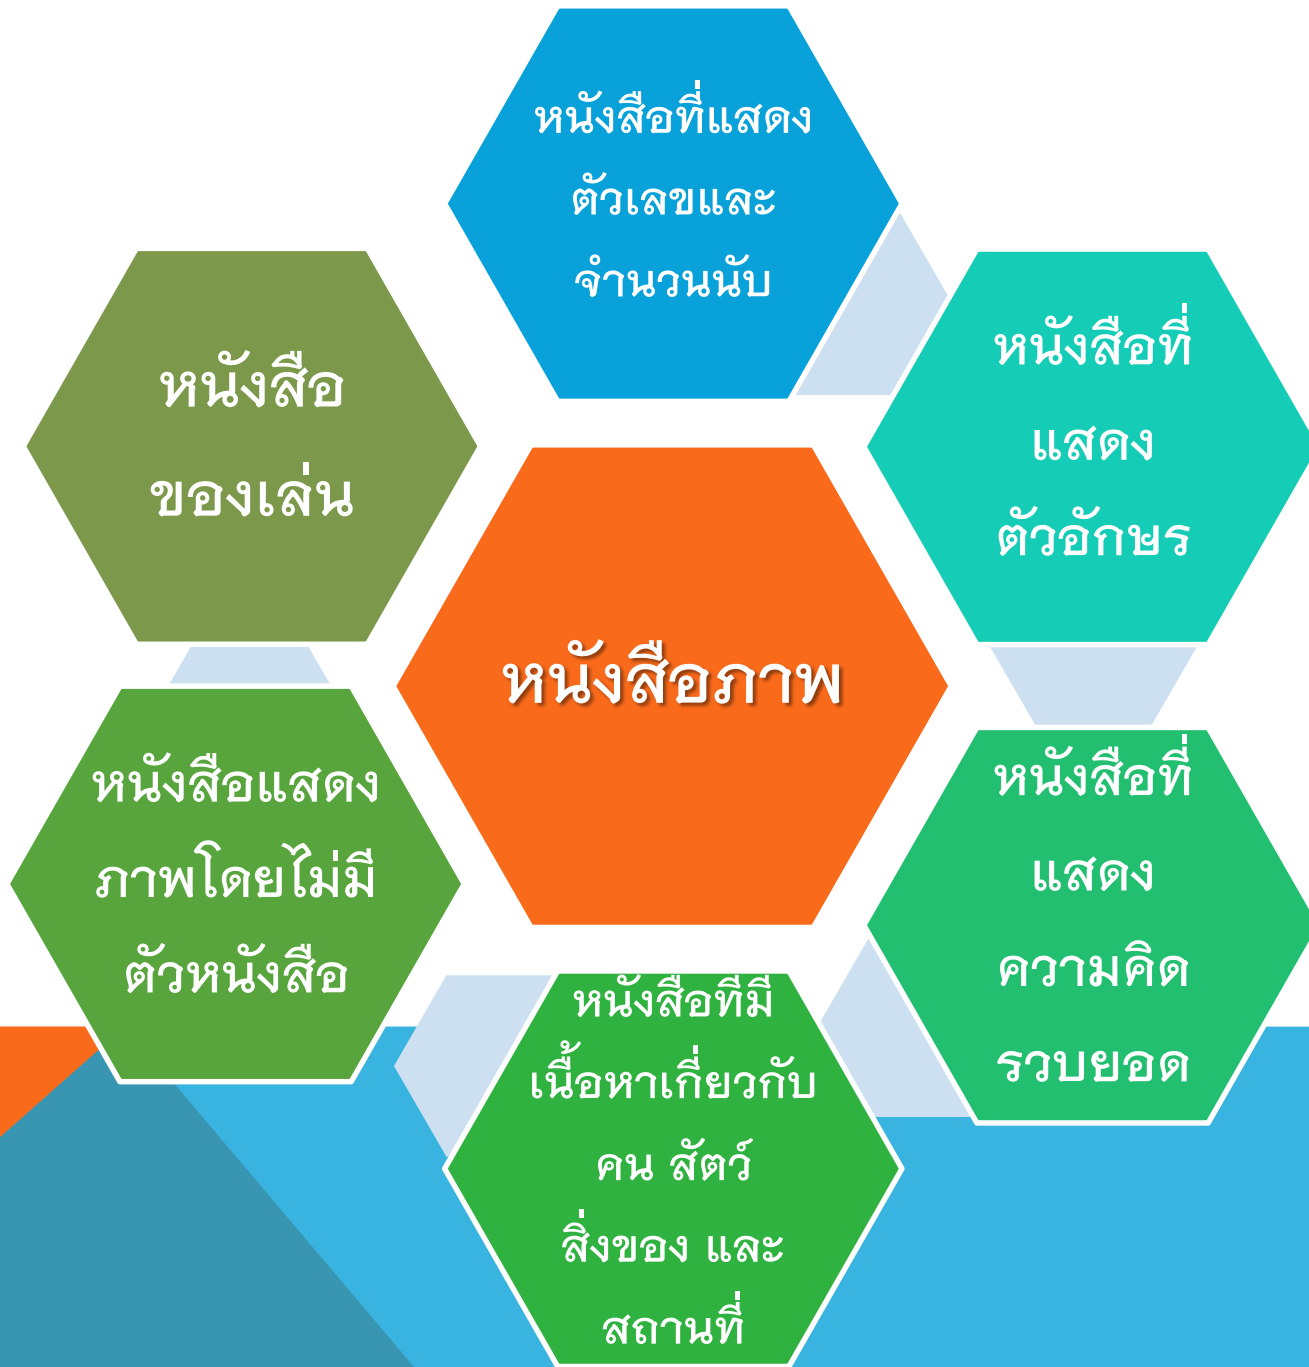 หนังสือที่แสดง
ตัวเลขและ
จำนวนนับ
หนังสือที่
แสดง
ตัวอักษร
หนังสือ
ของเล่น
หนังสือภาพ
หนังสือที่
แสดง
ความคิด
รวบยอด
หนังสือแสดง
ภาพโดยไม่มี
ตัวหนังสือ
หนังสือที่มี
เนื้อหาเกี่ยวกับ
คน สัตว์
สิ่งของ และ
สถานที่